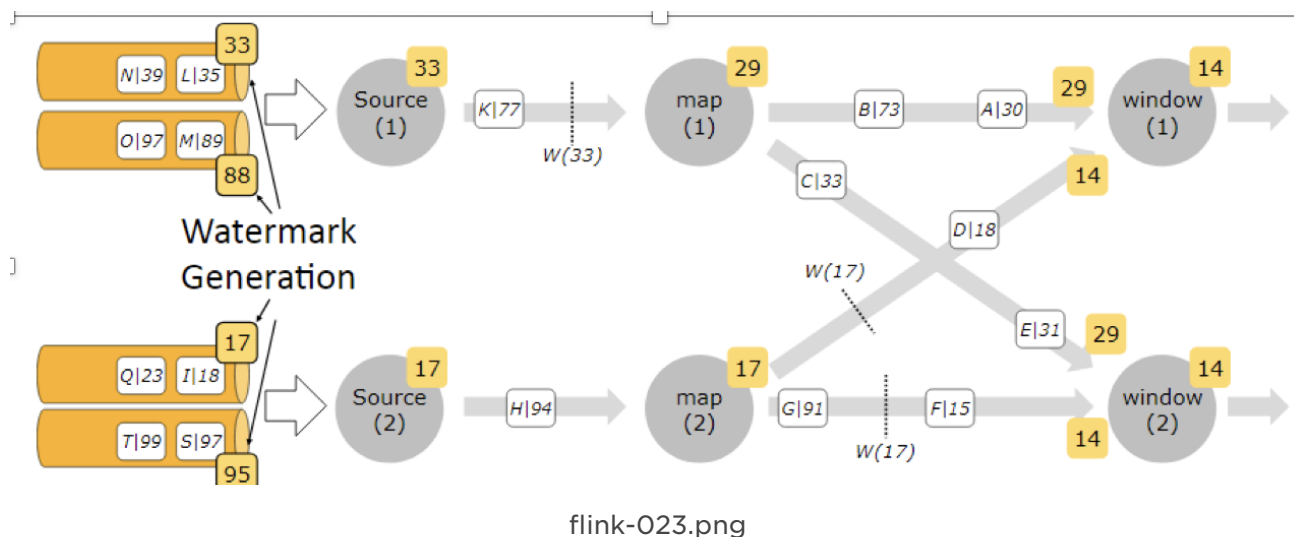 33
N|39 L|35
33
Source
(1)
K|77
W(33)
29
map
(1)
B|73
A|30
29
14
window
(1)
O|97 M|89
88
C|33
14
D|18
Watermark
Generation
W(17)
E|31
29
17
Q|23 I|18
17
Source
(2)
H|94
17
map
(2)
G|91
W(17)
F|15
14
14
window
(2)
T|99 S|97
95
flink-023.png